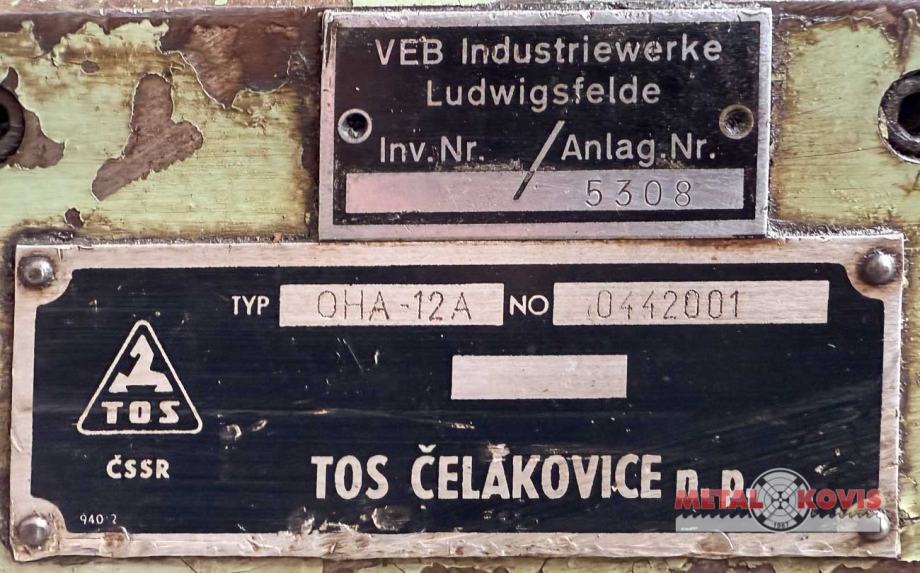 VEB Industriewerke
Ludwigsfelde
Inv.Nr. / Anlag.Nr.
5308
TYP OHA-12A NO 0442001
TOS
ČSSR
TOS ČELÁKOVICE n. p.
940-2
METAL KOVIS